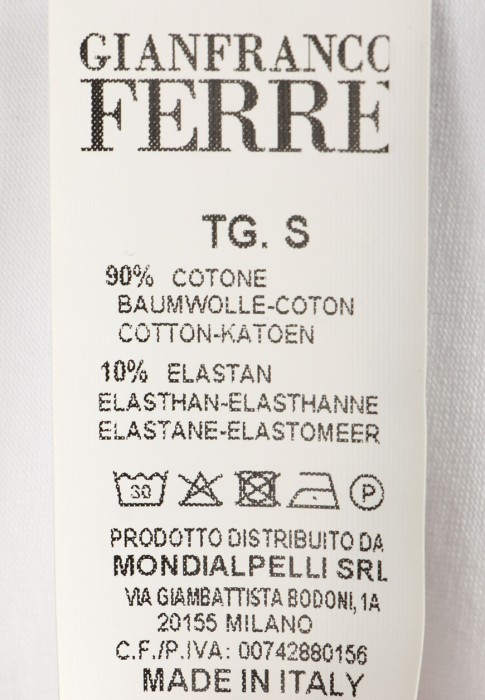 GIANFRANCO
FERRE
TG. S
90% COTONE
BAUMWOLLE-COTON
COTTON-KATOEN
10% ELASTAN
ELASTHAN-ELASTHANNE
ELASTANE-ELASTOMEER
30 P
PRODOTTO DISTRIBUITO DA
MONDIALPELLI SRL
VIA GIAMBATTISTA BODONI, 1A
20155 MILANO
C.F./P.IVA: 00742880156
MADE IN ITALY